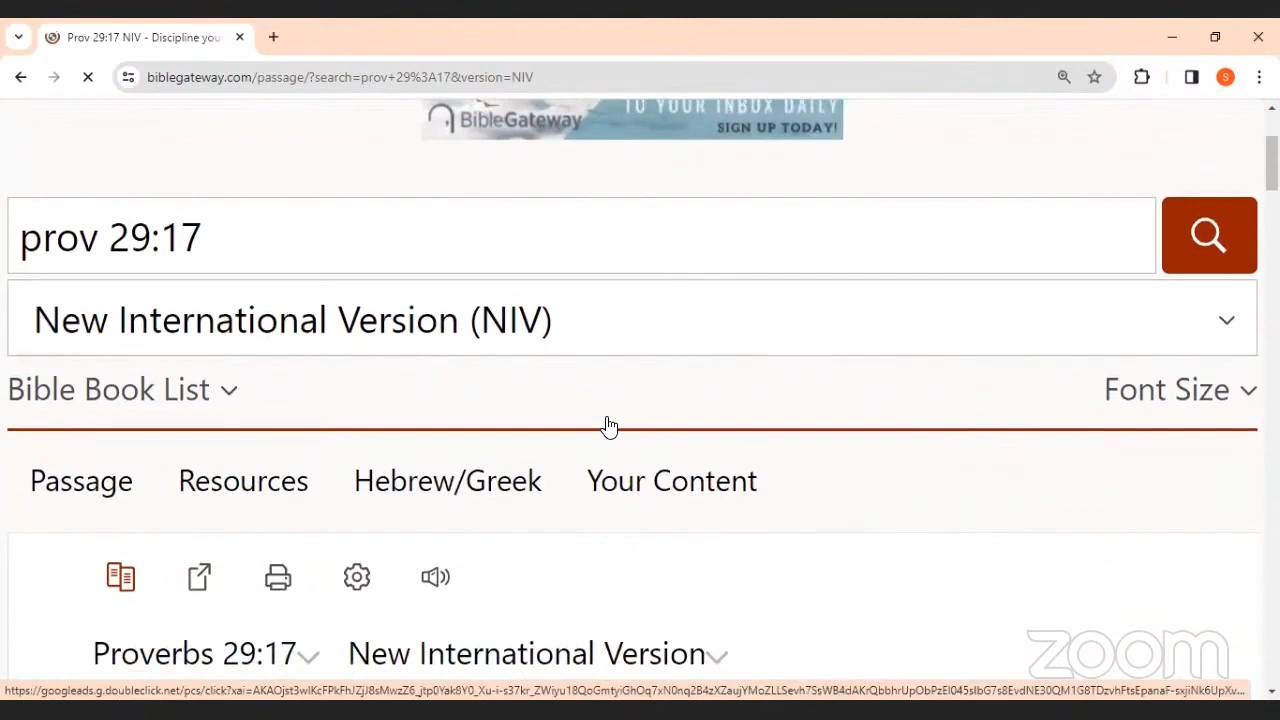 Prov 29:17 NIV - Discipline you
biblegateway.com/passage/?search=prov+29%3A17&version=NIV
S
TO YOUR INBOX DAILY
BibleGateway
SIGN UP TODAY!
prov 29:17
New International Version (NIV)
Bible Book List
Font Size
Passage Resources Hebrew/Greek Your Content
Proverbs 29:17 New International Version
zoom